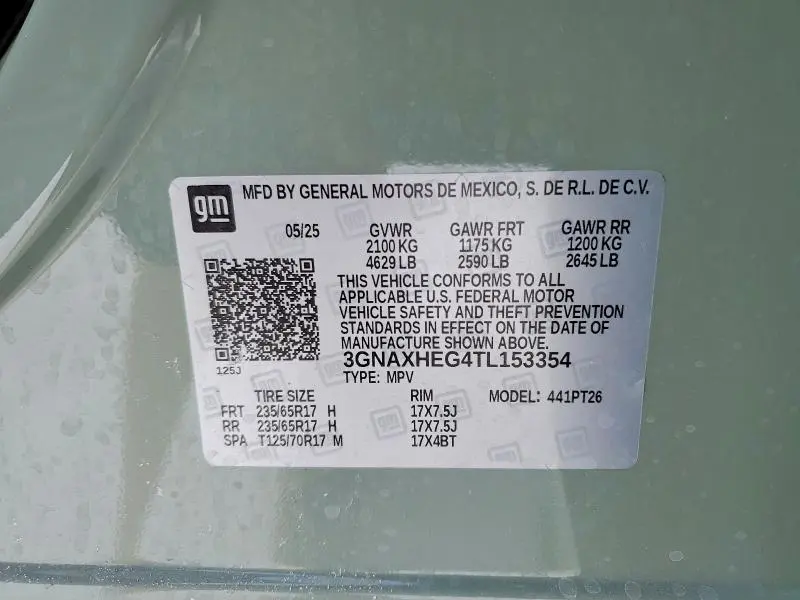 gm
MFD BY GENERAL MOTORS DE MEXICO, S. DE R.L. DE C.V.
05/25 GVWR GAWR FRT GAWR RR
2100 KG 1175 KG 1200 KG
4629 LB 2590 LB 2645 LB
THIS VEHICLE CONFORMS TO ALL
APPLICABLE U.S. FEDERAL MOTOR
VEHICLE SAFETY AND THEFT PREVENTION
STANDARDS IN EFFECT ON THE DATE OF
MANUFACTURE SHOWN ABOVE.
125J
3GNAXHEG4TL153354
TYPE: MPV
TIRE SIZE RIM MODEL: 441PT26
FRT 235/65R17 H 17X7.5J
RR 235/65R17 H 17X7.5J
SPA T125/70R17 M 17X4BT